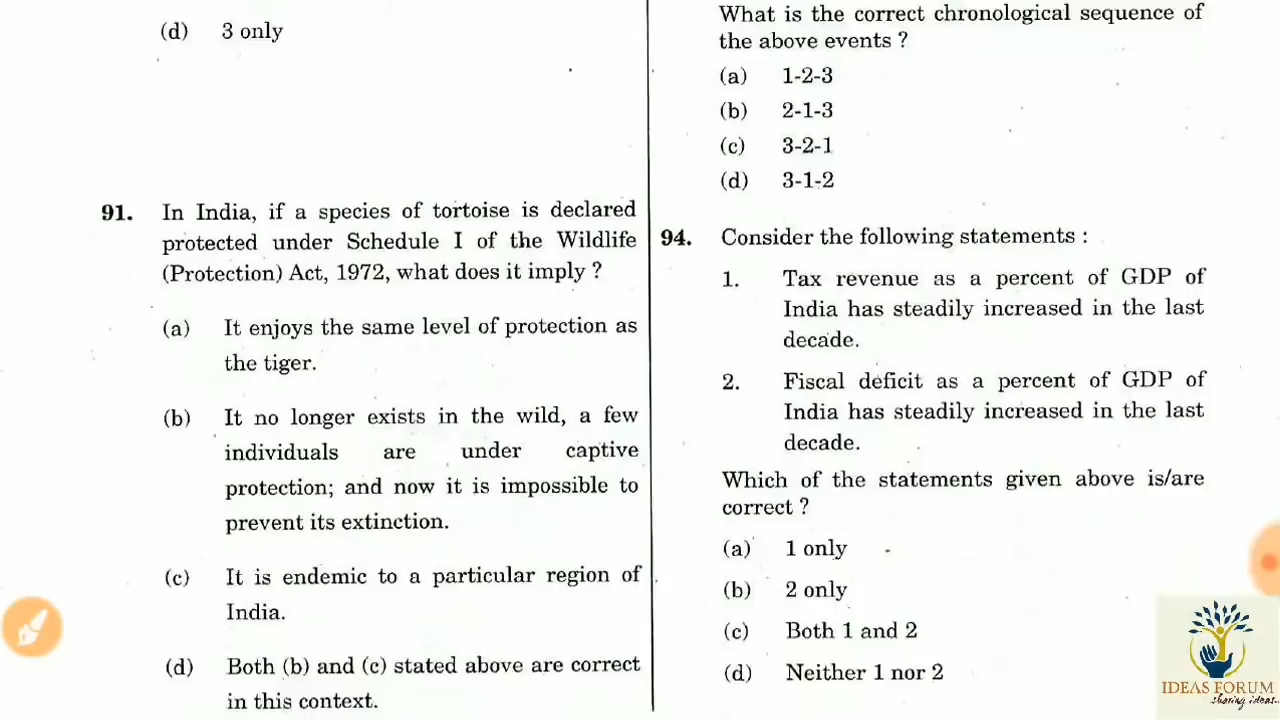 (d) 3 only
91. In India, if a species of tortoise is declared
protected under Schedule I of the Wildlife
(Protection) Act, 1972, what does it imply ?
(a) It enjoys the same level of protection as
the tiger.
(b) It no longer exists in the wild, a few
individuals are under captive
protection; and now it is impossible to
prevent its extinction.
(c) It is endemic to a particular region of
India.
(d) Both (b) and (c) stated above are correct
in this context.
What is the correct chronological sequence of
the above events ?
(a) 1-2-3
(b) 2-1-3
(c) 3-2-1
(d) 3-1-2
94. Consider the following statements :
1. Tax revenue as a percent of GDP of
India has steadily increased in the last
decade.
2. Fiscal deficit as a percent of GDP of
India has steadily increased in the last
decade.
Which of the statements given above is/are
correct ?
(a) 1 only
(b) 2 only
(c) Both 1 and 2
(d) Neither 1 nor 2
IDEAS FORUM
sharing ideas..